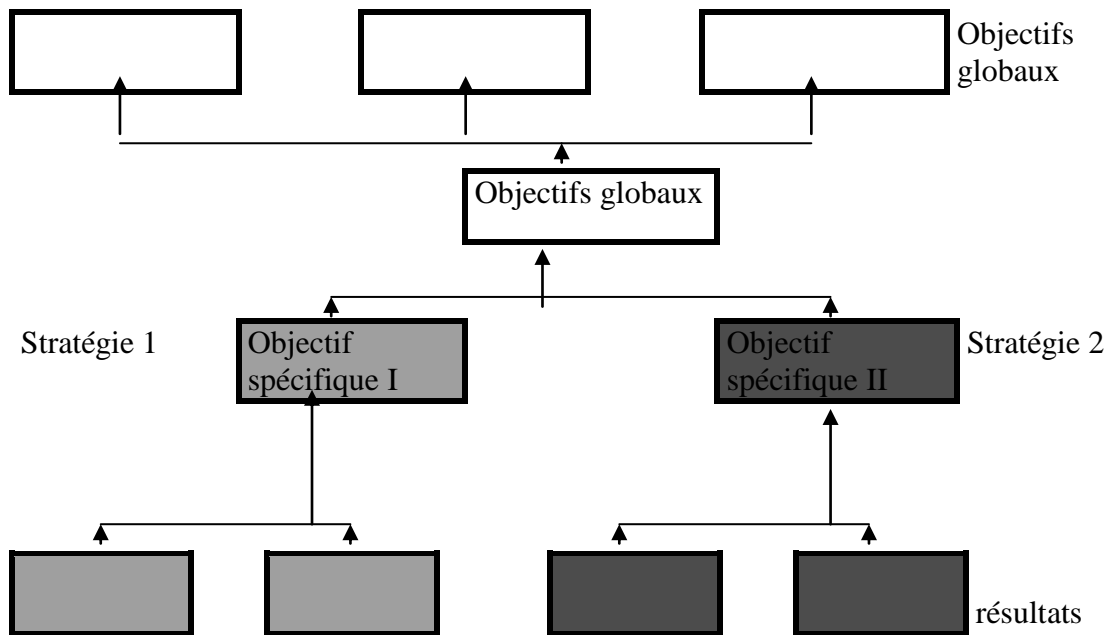 Objectifs
globaux
Objectifs globaux
Stratégie 1
Objectif
spécifique I
Objectif
spécifique II
Stratégie 2
résultats